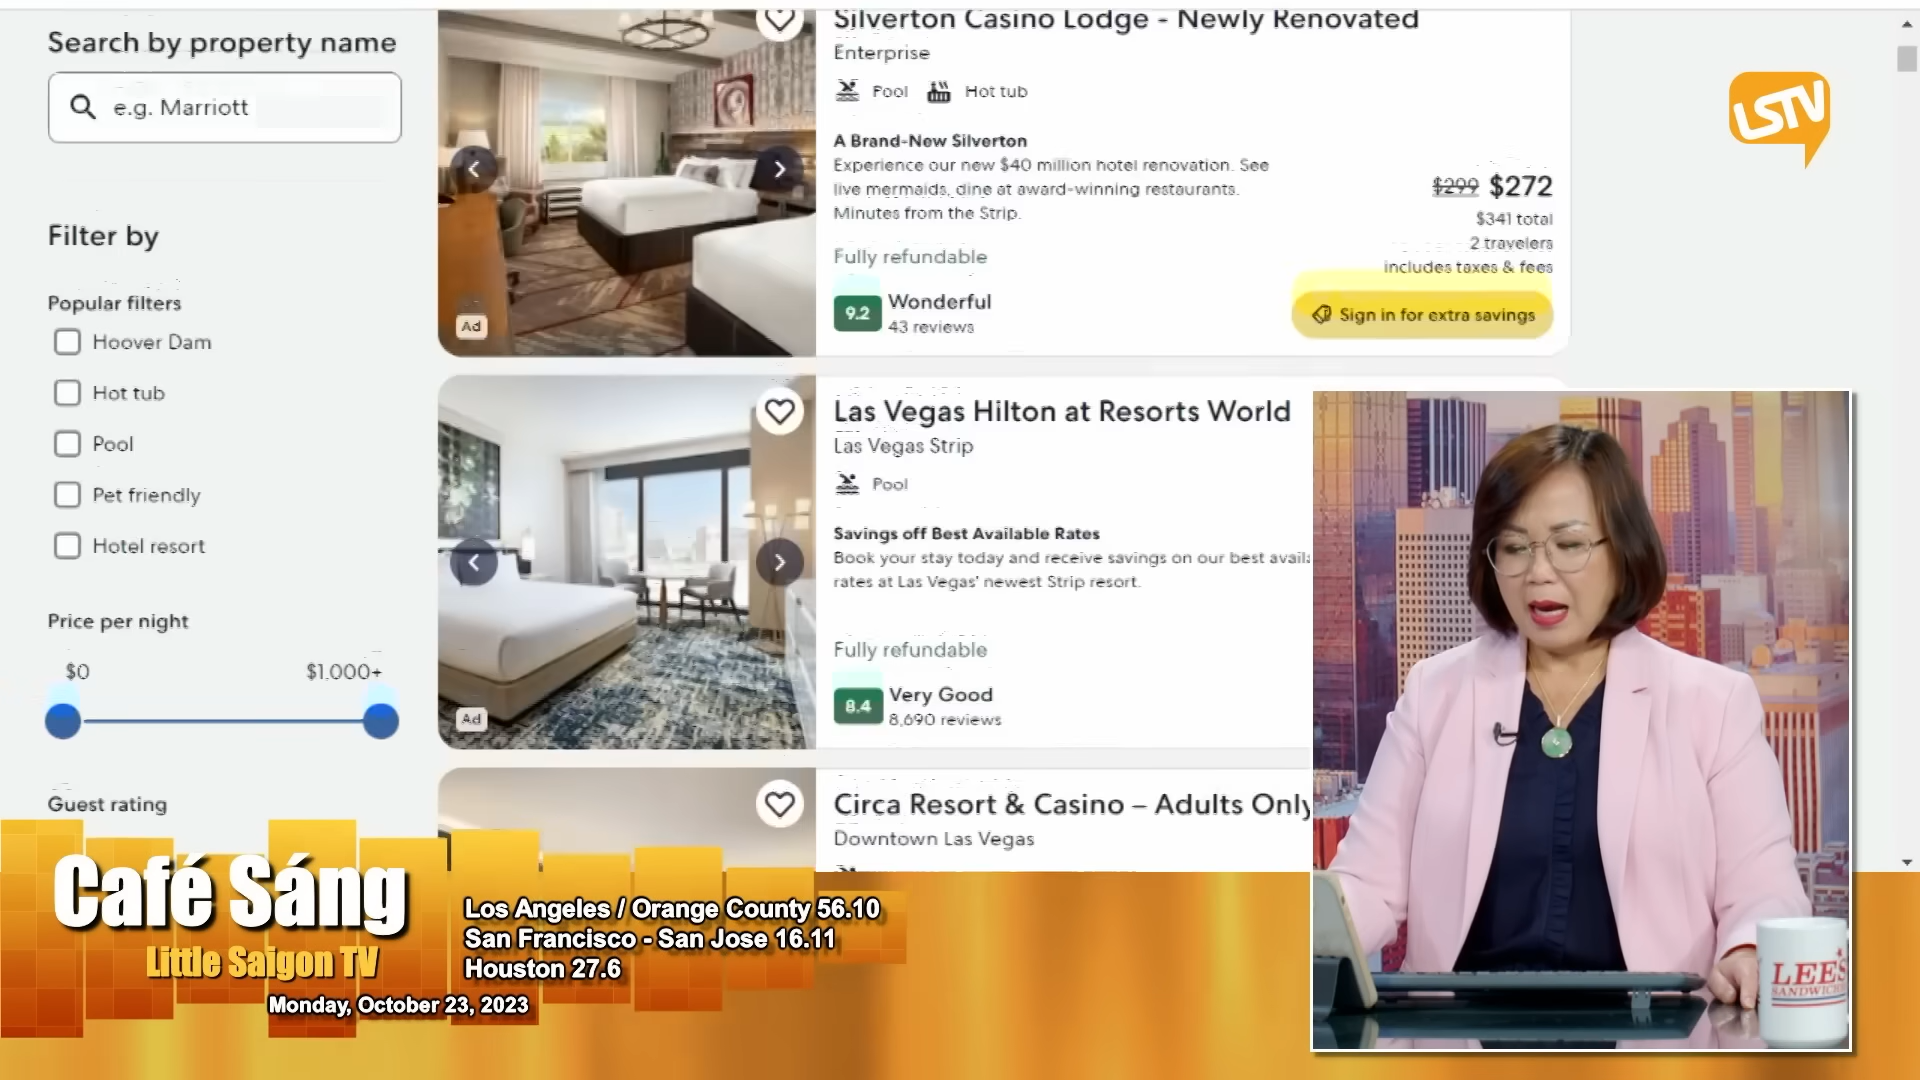 Search by property name
e.g. Marriott
Filter by
Popular filters
Hoover Dam
Hot tub
Pool
Pet friendly
Hotel resort
Price per night
$0
$1,000+
Guest rating
Silverton Casino Lodge - Newly Renovated
Enterprise
Pool
Hot tub
A Brand-New Silverton
Experience our new $40 million hotel renovation. See
live mermaids, dine at award-winning restaurants.
Minutes from the Strip.
Fully refundable
9.2
Wonderful
43 reviews
$299 $272
$341 total
2 travelers
includes taxes & fees
Sign in for extra savings
Ad
Las Vegas Hilton at Resorts World
Las Vegas Strip
Pool
Savings off Best Available Rates
Book your stay today and receive savings on our best
rates at Las Vegas' newest Strip resort.
Fully refundable
8.4
Very Good
8,690 reviews
Ad
Circa Resort & Casino – Adults Only
Downtown Las Vegas
LSTV
LEE'S
SANDWICH
Café Sáng
Little Saigon TV
Los Angeles / Orange County 56.10
San Francisco - San Jose 16.11
Houston 27.6
Monday, October 23, 2023